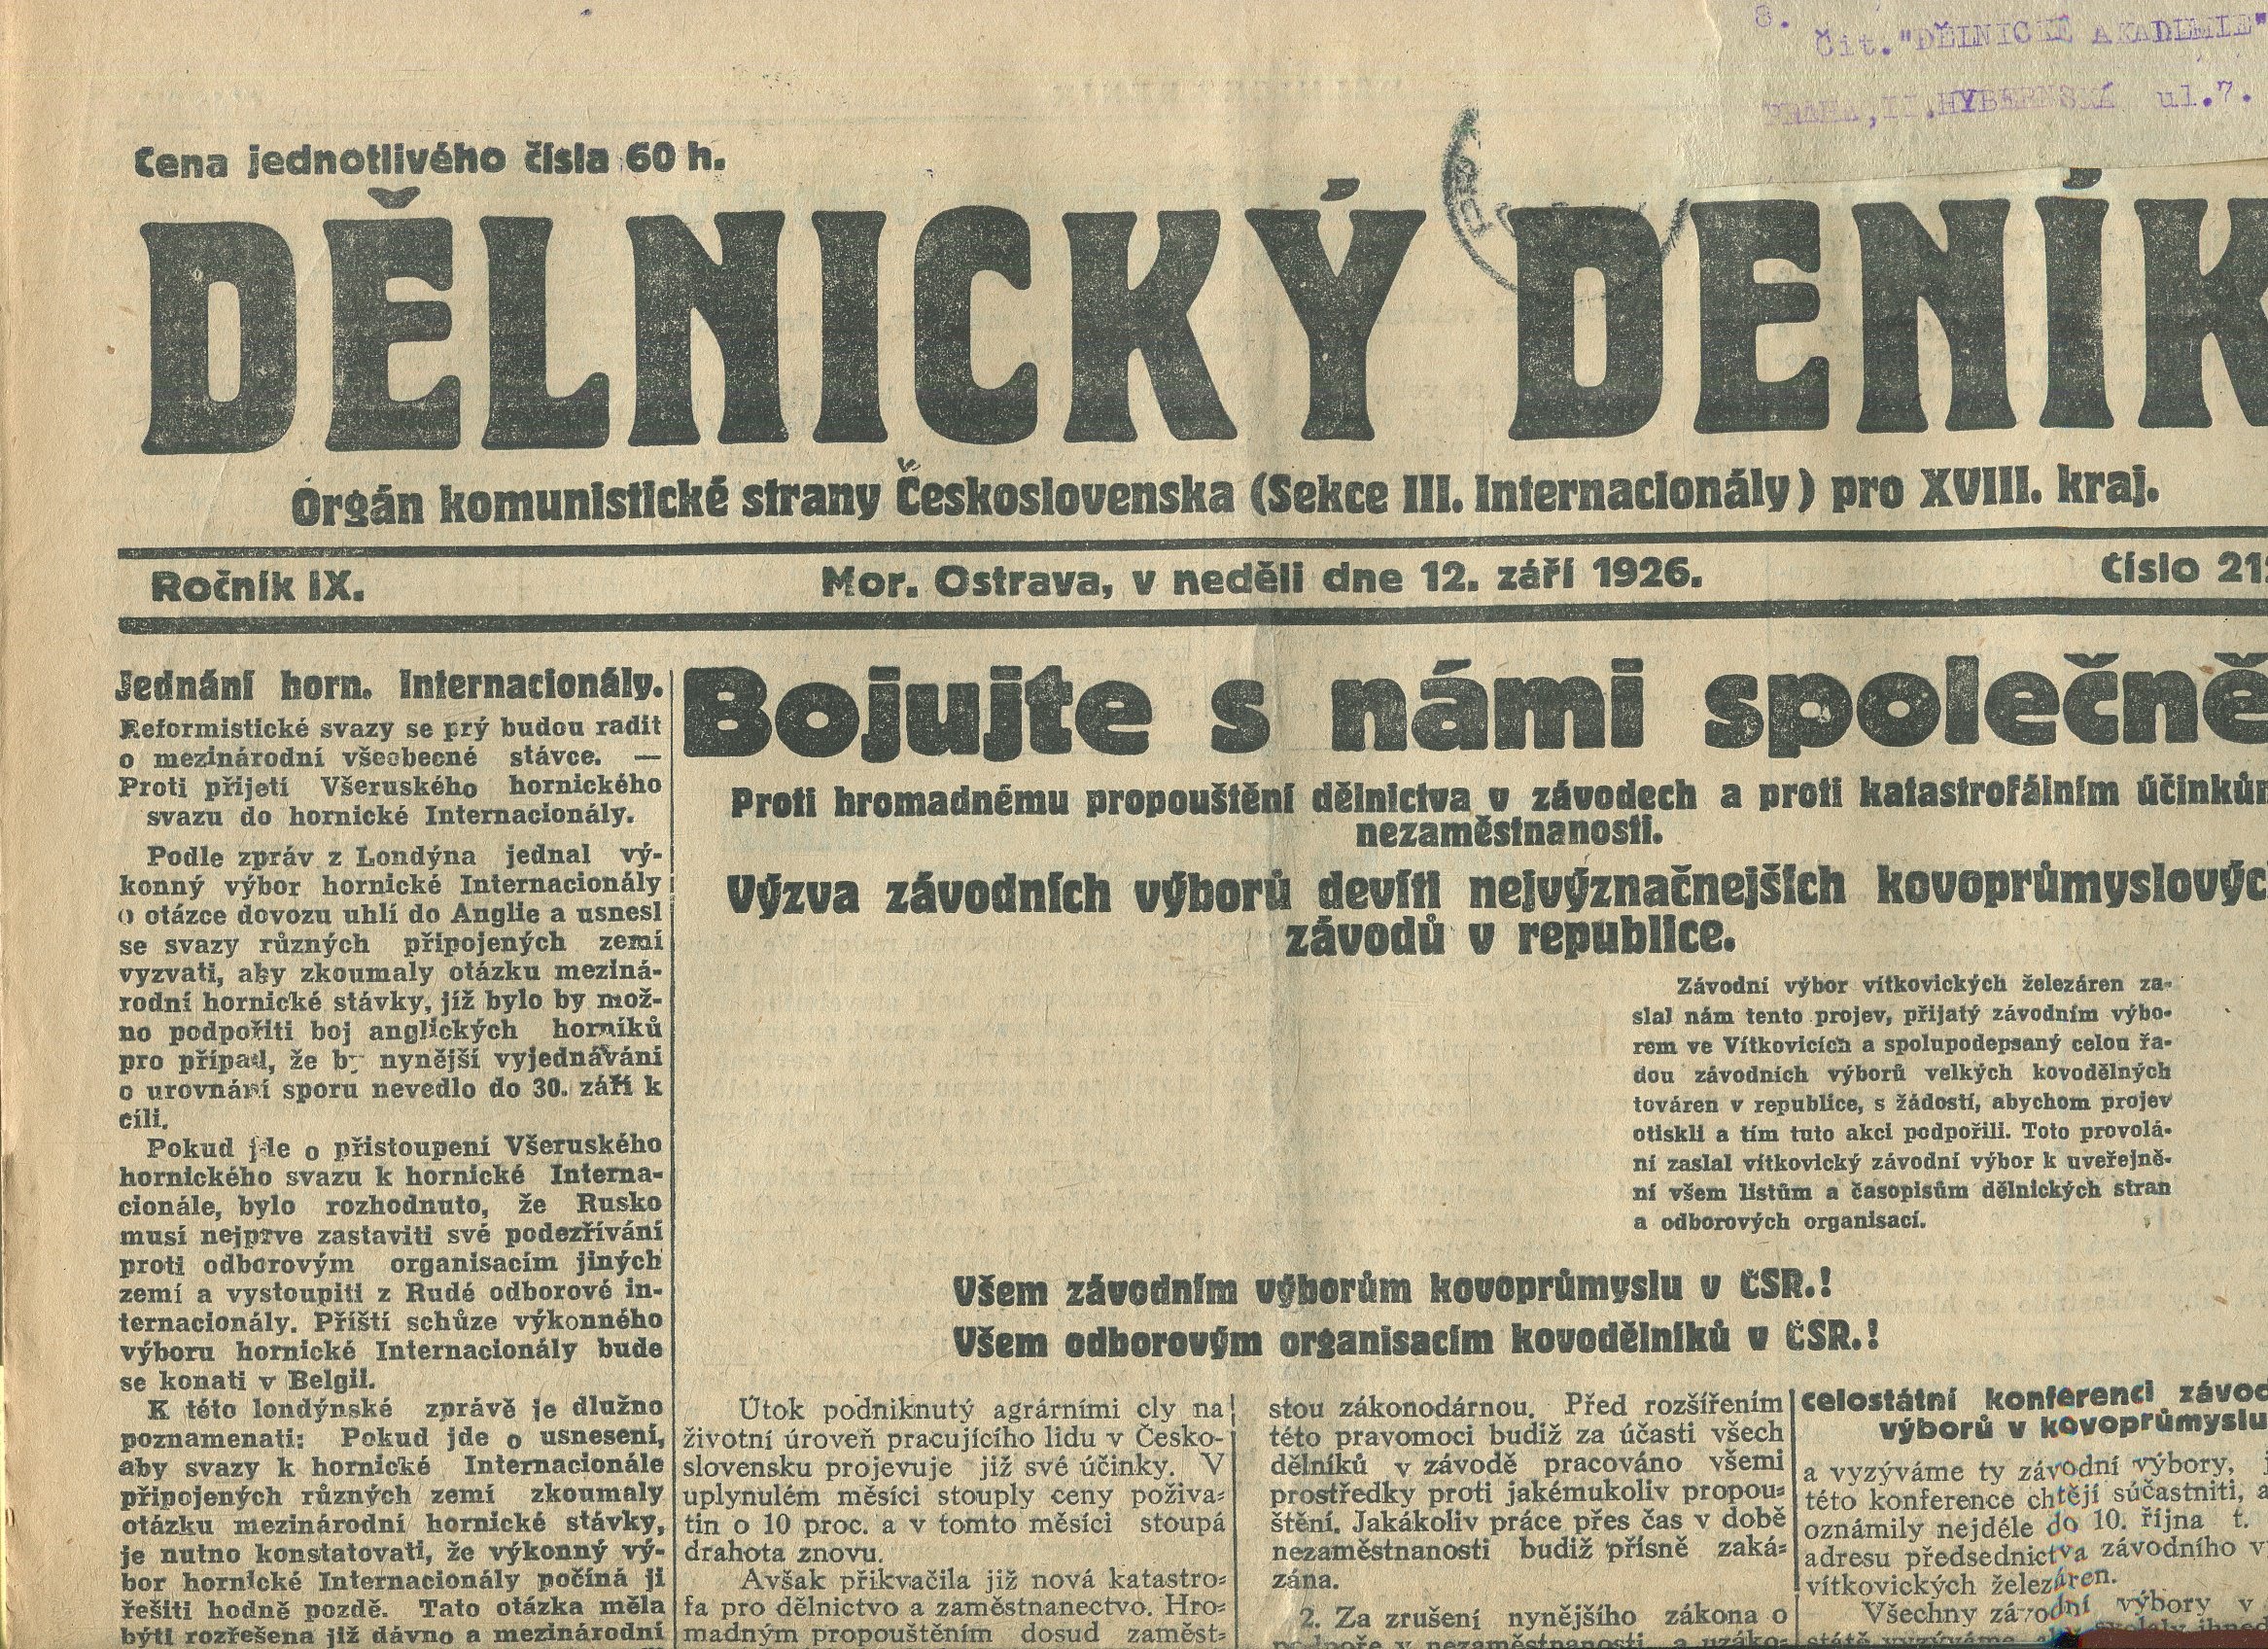 8.
Čit."DĚLNICKÉ AKADEMIE"
PRAHA,II.HYBERNSKÁ ul.7.
Cena jednotlivého čísla 60 h.
DĚLNICKÝ DENÍK
Orgán komunistické strany Československa (Sekce III. Internacionály) pro XVIII. kraj.
Ročník IX.
Mor. Ostrava, v neděli dne 12. září 1926.
Číslo 21
Jednání horn. Internacionály.
Reformistické svazy se prý budou radit
o mezinárodní všeobecné stávce. —
Proti přijetí Všeruského hornického
svazu do hornické Internacionály.
Podle zpráv z Londýna jednal vý-
konný výbor hornické Internacionály
o otázce dovozu uhlí do Anglie a usnesl
se svazy různých připojených zemí
vyzvati, aby zkoumaly otázku meziná-
rodní hornické stávky, jíž bylo by mož-
no podpořiti boj anglických horníků
pro případ, že by nynější vyjednávání
o urovnání sporu nevedlo do 30. září k
cíli.
Pokud jde o přistoupení Všeruského
hornického svazu k hornické Interna-
cionále, bylo rozhodnuto, že Rusko
musí nejprve zastaviti své podezřívání
proti odborovým organisacím jiných
zemí a vystoupiti z Rudé odborové in-
ternacionály. Příští schůze výkonného
výboru hornické Internacionály bude
se konati v Belgii.
K této londýnské zprávě je dlužno
poznamenati: Pokud jde o usnesení,
aby svazy k hornické Internacionále
připojených různých zemí zkoumaly
otázku mezinárodní hornické stávky,
je nutno konstatovati, že výkonný vý-
bor hornické Internacionály počíná ji
řešiti hodně pozdě. Tato otázka měla
býti rozřešena již dávno a mezinárodní
Bojujte s námi společně
Proti hromadnému propouštění dělnictva v závodech a proti katastrofálním účinkům
nezaměstnanosti.
Výzva závodních výborů devíti nejvýznačnejších kovoprůmyslových
závodů v republice.
Závodní výbor vítkovických železáren za-
slal nám tento projev, přijatý závodním výbo-
rem ve Vítkovicích a spolupodepsaný celou řa-
dou závodních výborů velkých kovodělných
továren v republice, s žádostí, abychom projev
otiskli a tím tuto akci podpořili. Toto provolá-
ní zaslal vítkovický závodní výbor k uveřejně-
ní všem listům a časopisům dělnických stran
a odborových organisací.
Všem závodním výborům kovoprůmyslu v ČSR.!
Všem odborovým organisacím kovodělníků v ČSR.!
Útok podniknutý agrárními cly na
životní úroveň pracujícího lidu v Česko-
slovensku projevuje již své účinky. V
uplynulém měsíci stouply ceny poživa-
tin o 10 proc. a v tomto měsíci stoupá
drahota znovu.
Avšak přikvačila již nová katastro-
fa pro dělnictvo a zaměstnanectvo. Hro-
madným propouštěním dosud zaměst-
stou zákonodárnou. Před rozšířením
této pravomoci budiž za účasti všech
dělníků v závodě pracováno všemi
prostředky proti jakémukoliv propou-
štění. Jakákoliv práce přes čas v době
nezaměstnanosti budiž přísně zaká-
zána.
2. Za zrušení nynějšího zákona o
podpoře v nezaměstnanosti a uzáko-
celostátní konferenci závod
výborů v kovoprůmyslu
a vyzýváme ty závodní výbory,
této konference chtějí súčastniti, a
oznámily nejdéle do 10. října t.
adresu předsednictva závodního v
vítkovických železáren.
Všechny závodní výbory v
státě vyzýváme, aby